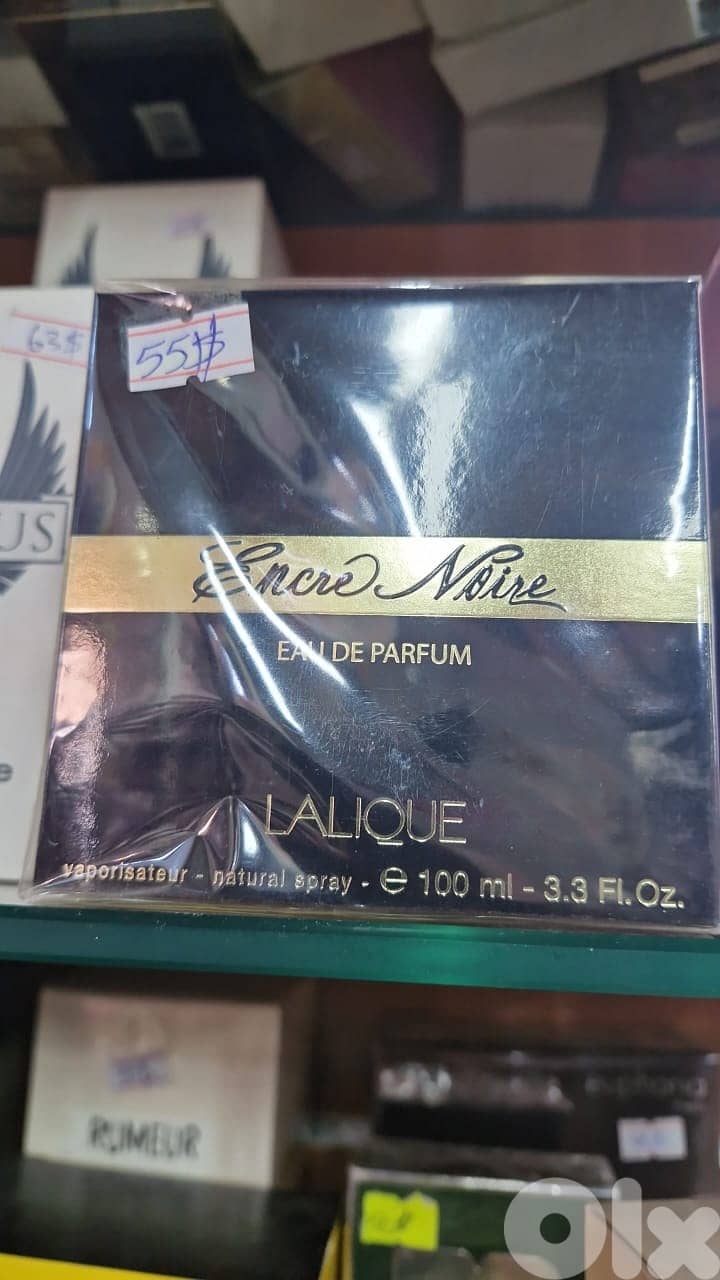 63$
55$
US
Encre Noire
EAU DE PARFUM
LALIQUE
e
vaporisateur - natural spray - ℮ 100 ml - 3.3 Fl. Oz.
RUMEUR
euphoria
olx